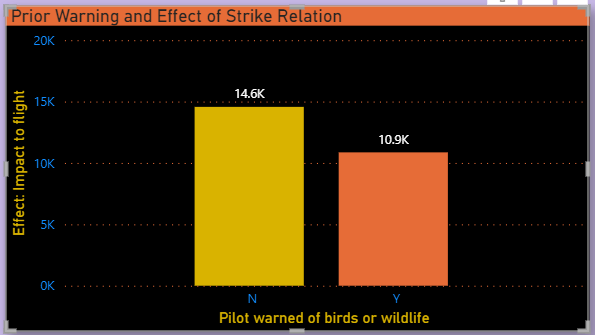 Prior Warning and Effect of Strike Relation
Effect: Impact to flight
20K
15K
10K
5K
0K
14.6K
10.9K
N
Y
Pilot warned of birds or wildlife